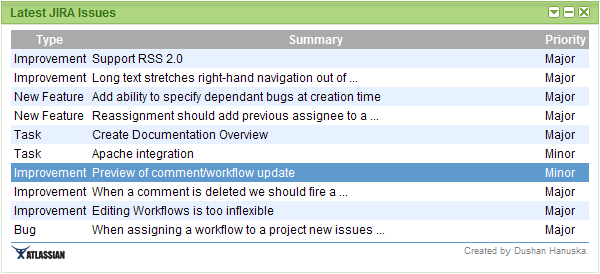 Latest JIRA Issues
Type Summary Priority
Improvement Support RSS 2.0 Major
Improvement Long text stretches right-hand navigation out of ... Major
New Feature Add ability to specify dependant bugs at creation time Major
New Feature Reassignment should add previous assignee to a ... Major
Task Create Documentation Overview Major
Task Apache integration Minor
Improvement Preview of comment/workflow update Minor
Improvement When a comment is deleted we should fire a ... Major
Improvement Editing Workflows is too inflexible Major
Bug When assigning a workflow to a project new issues ... Major
ATLASSIAN Created by Dushan Hanuska.